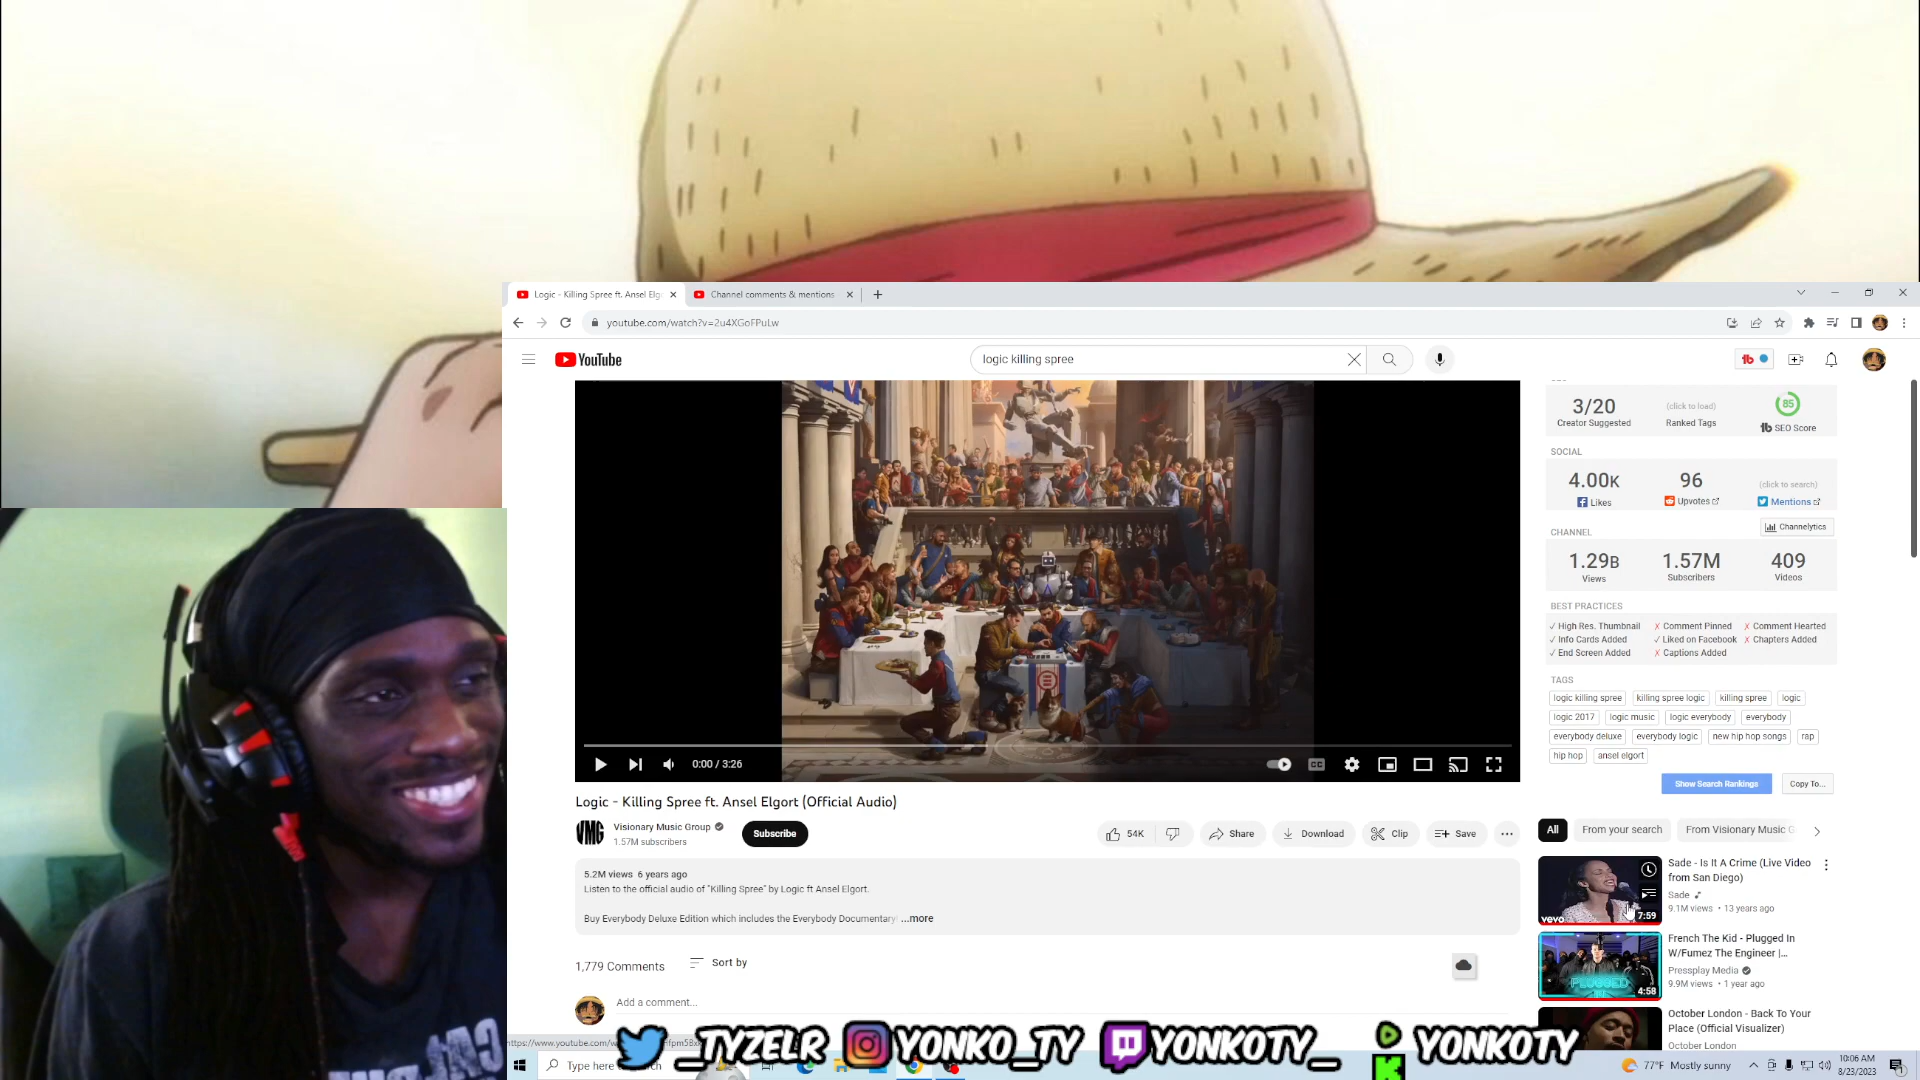 Logic - Killing Spree ft. Ansel Elg
Channel comments & mentions
youtube.com/watch?v=2u4XGoFPuLw
YouTube
logic killing spree
3/20
Creator Suggested
(click to load)
Ranked Tags
85
SEO Score
SOCIAL
4.00K
Likes
96
Upvotes
(click to search)
Mentions
CHANNEL
Channelytics
1.29B
Views
1.57M
Subscribers
409
Videos
BEST PRACTICES
✓ High Res. Thumbnail ✗ Comment Pinned ✗ Comment Hearted
✓ Info Cards Added ✓ Liked on Facebook ✗ Chapters Added
✓ End Screen Added ✗ Captions Added
TAGS
logic killing spree killing spree logic killing spree logic
logic 2017 logic music logic everybody everybody
everybody deluxe everybody logic new hip hop songs rap
hip hop ansel elgort
Show Search Rankings Copy To...
0:00 / 3:26
CC
Logic - Killing Spree ft. Ansel Elgort (Official Audio)
VMG
Visionary Music Group
1.57M subscribers
Subscribe
54K
Share
Download
Clip
Save
5.2M views 6 years ago
Listen to the official audio of "Killing Spree" by Logic ft Ansel Elgort.
Buy Everybody Deluxe Edition which includes the Everybody Documentary! ...more
1,779 Comments
Sort by
Add a comment...
All
From your search
From Visionary Music G
Sade - Is It A Crime (Live Video
from San Diego)
Sade
9.1M views • 13 years ago
vevo
7:59
French The Kid - Plugged In
W/Fumez The Engineer |...
Pressplay Media
9.9M views • 1 year ago
PLUGGED
4:58
October London - Back To Your
Place (Official Visualizer)
October London
Type here to search
_TYZELR
YONKO_TY
YONKOTY_
K
YONKOTY
77°F Mostly sunny
10:06 AM
8/23/2023